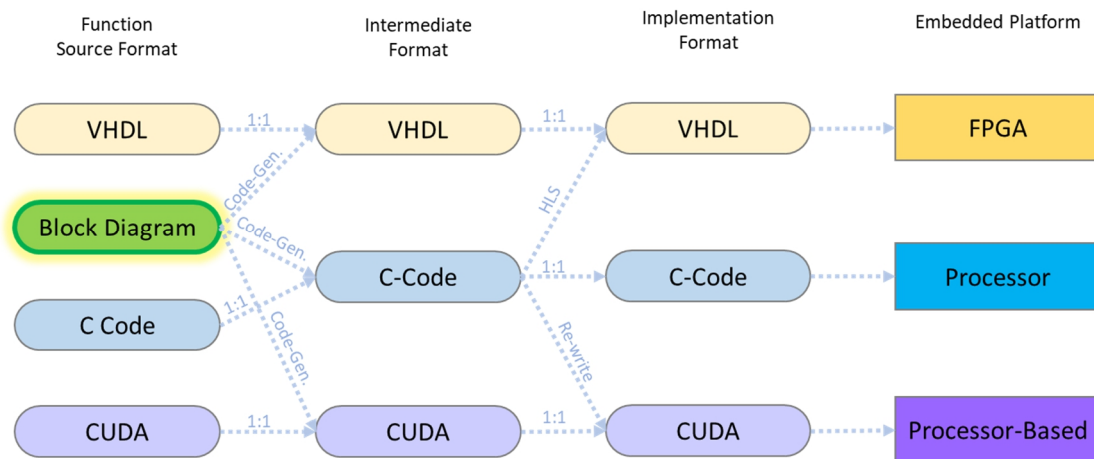 Function
Source Format
Intermediate
Format
Implementation
Format
Embedded Platform
VHDL
1:1
VHDL
1:1
VHDL
FPGA
Code-Gen.
Block Diagram
Code-Gen.
HLS
C-Code
1:1
C-Code
Processor
C Code
1:1
Code-Gen.
Re-write
CUDA
1:1
CUDA
1:1
CUDA
Processor-Based